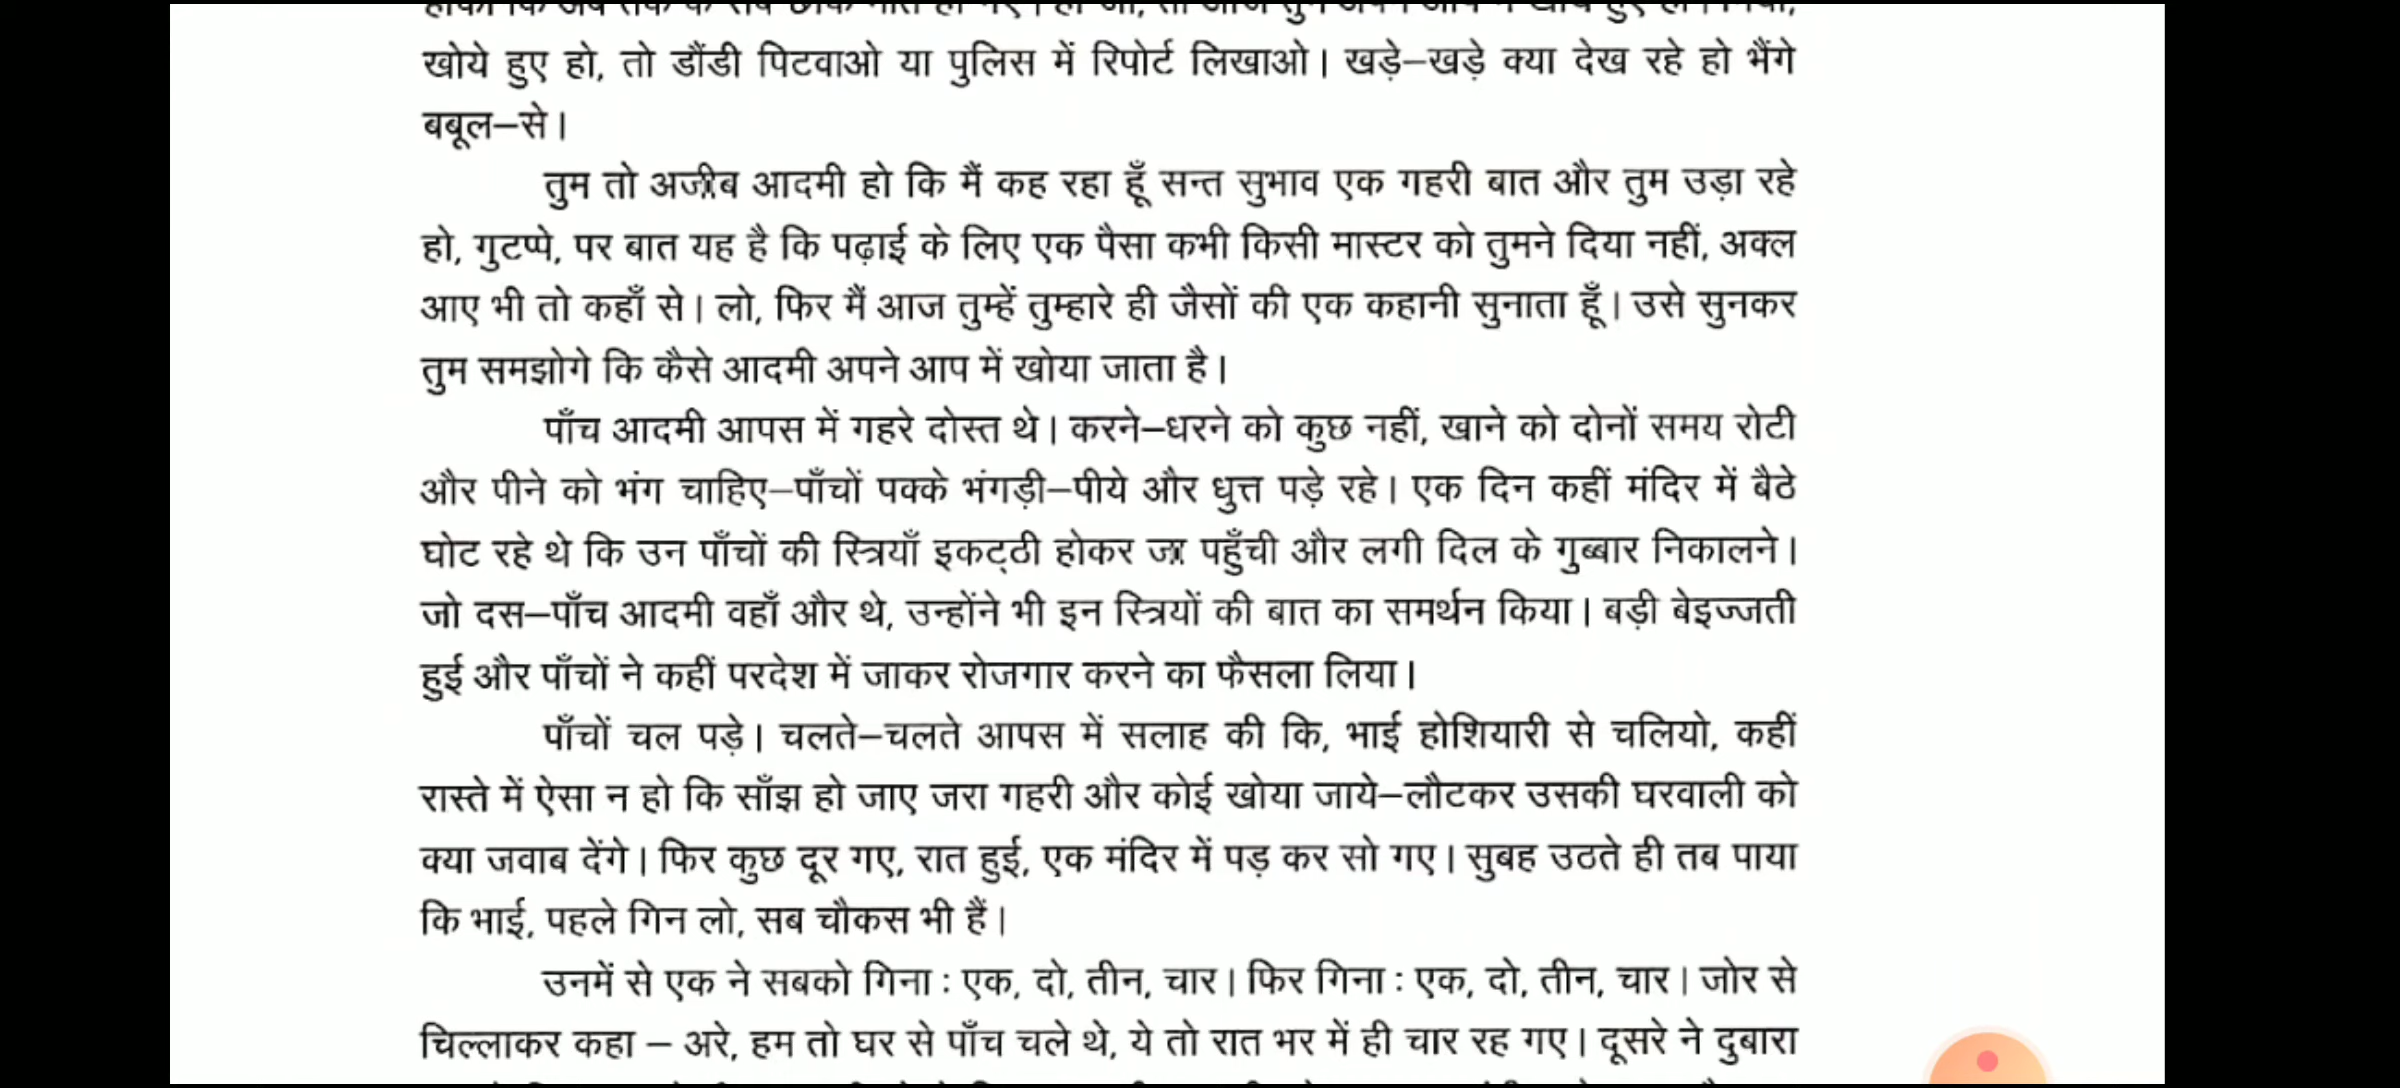 खोये हुए हो, तो डौंडी पिटवाओ या पुलिस में रिपोर्ट लिखाओ। खड़े–खड़े क्या देख रहे हो भैंगे
बबूल–से।
तुम तो अजीब आदमी हो कि मैं कह रहा हूँ सन्त सुभाव एक गहरी बात और तुम उड़ा रहे
हो, गुटप्पे, पर बात यह है कि पढ़ाई के लिए एक पैसा कभी किसी मास्टर को तुमने दिया नहीं, अक्ल
आए भी तो कहाँ से। लो, फिर मैं आज तुम्हें तुम्हारे ही जैसों की एक कहानी सुनाता हूँ। उसे सुनकर
तुम समझोगे कि कैसे आदमी अपने आप में खोया जाता है।
पाँच आदमी आपस में गहरे दोस्त थे। करने–धरने को कुछ नहीं, खाने को दोनों समय रोटी
और पीने को भंग चाहिए–पाँचों पक्के भंगड़ी–पीये और धुत्त पड़े रहे। एक दिन कहीं मंदिर में बैठे
घोट रहे थे कि उन पाँचों की स्त्रियाँ इकट्ठी होकर जा पहुँची और लगी दिल के गुब्बार निकालने।
जो दस–पाँच आदमी वहाँ और थे, उन्होंने भी इन स्त्रियों की बात का समर्थन किया। बड़ी बेइज्जती
हुई और पाँचों ने कहीं परदेश में जाकर रोजगार करने का फैसला लिया।
पाँचों चल पड़े। चलते–चलते आपस में सलाह की कि, भाई होशियारी से चलियो, कहीं
रास्ते में ऐसा न हो कि साँझ हो जाए जरा गहरी और कोई खोया जाये–लौटकर उसकी घरवाली को
क्या जवाब देंगे। फिर कुछ दूर गए, रात हुई, एक मंदिर में पड़ कर सो गए। सुबह उठते ही तब पाया
कि भाई, पहले गिन लो, सब चौकस भी हैं।
उनमें से एक ने सबको गिना : एक, दो, तीन, चार। फिर गिना : एक, दो, तीन, चार। जोर से
चिल्लाकर कहा – अरे, हम तो घर से पाँच चले थे, ये तो रात भर में ही चार रह गए। दूसरे ने दुबारा